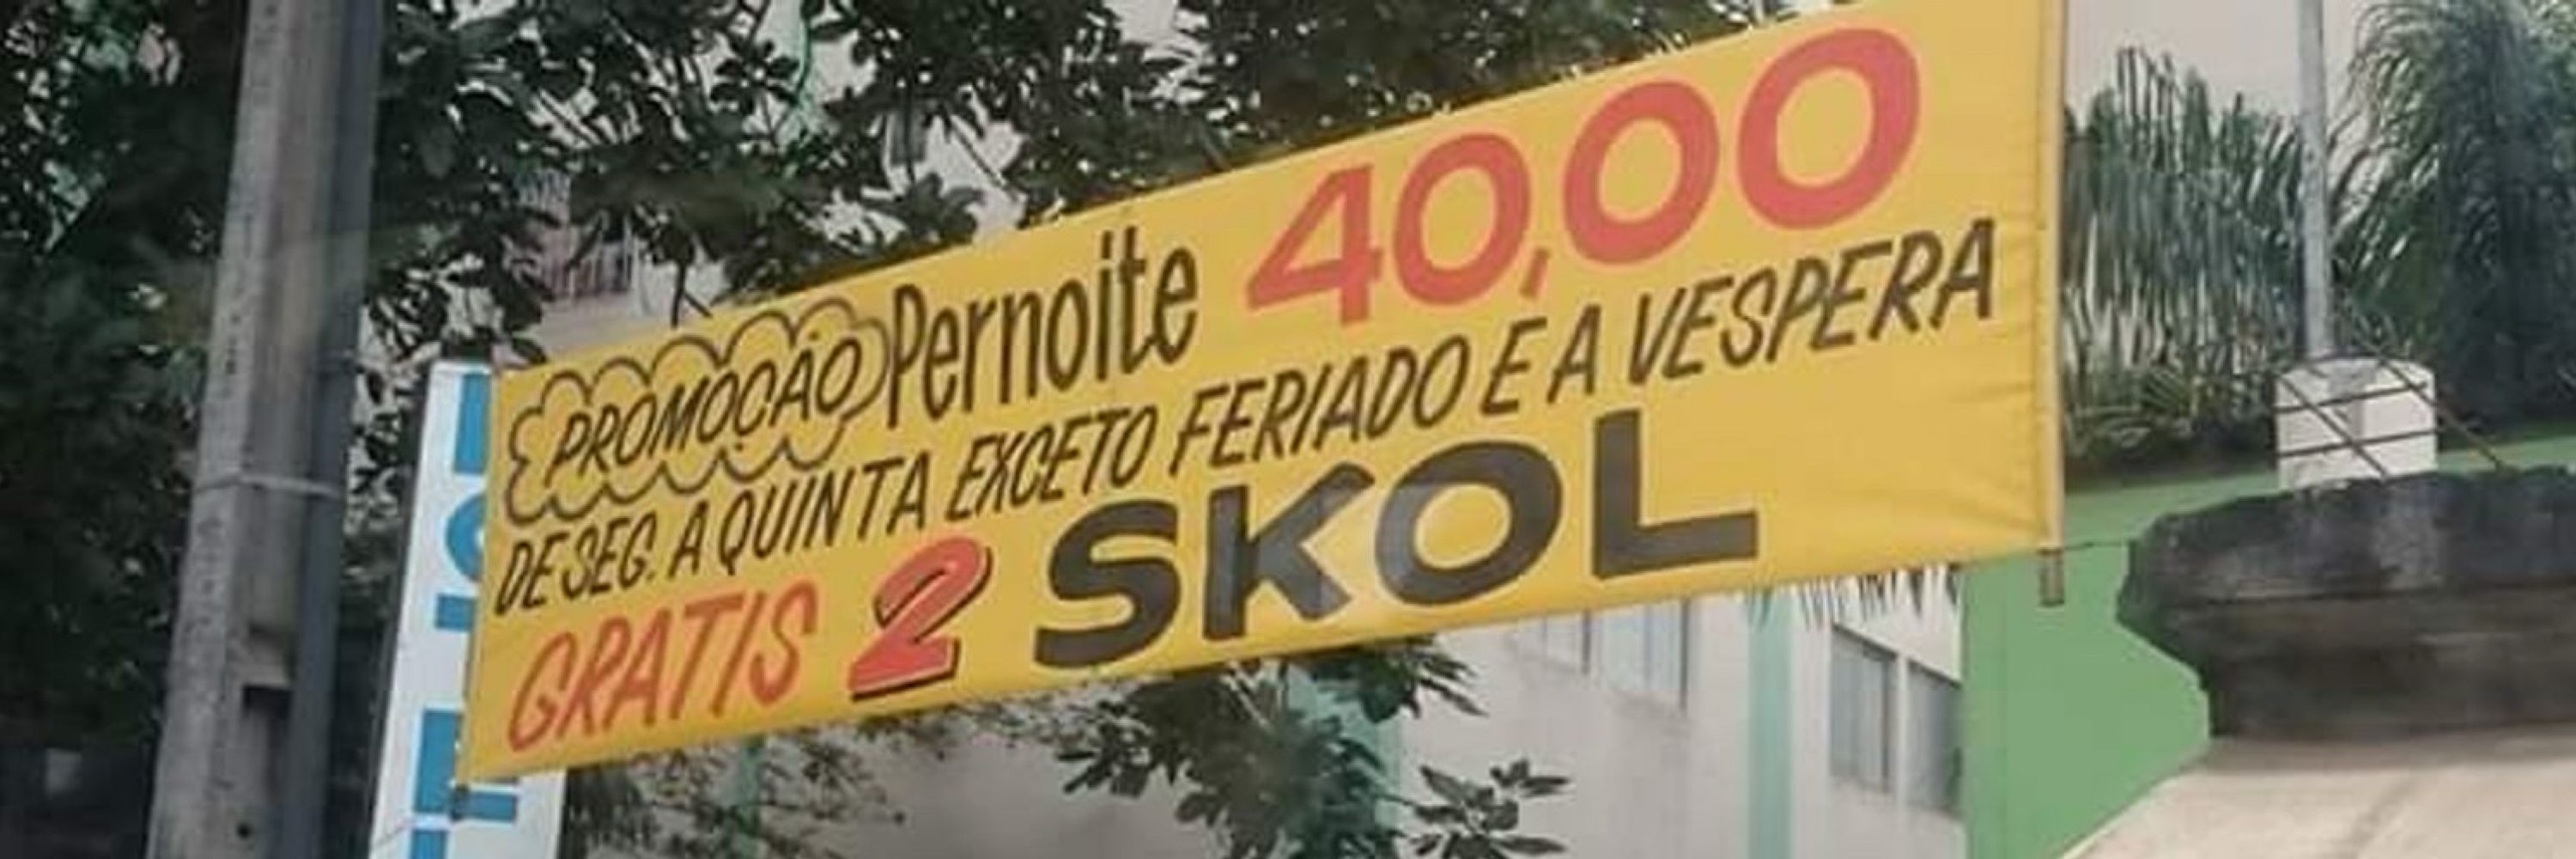 PROMOÇÃO Pernoite 40,00
DE SEG. A QUINTA EXCETO FERIADO E A VESPERA
GRATIS 2 SKOL